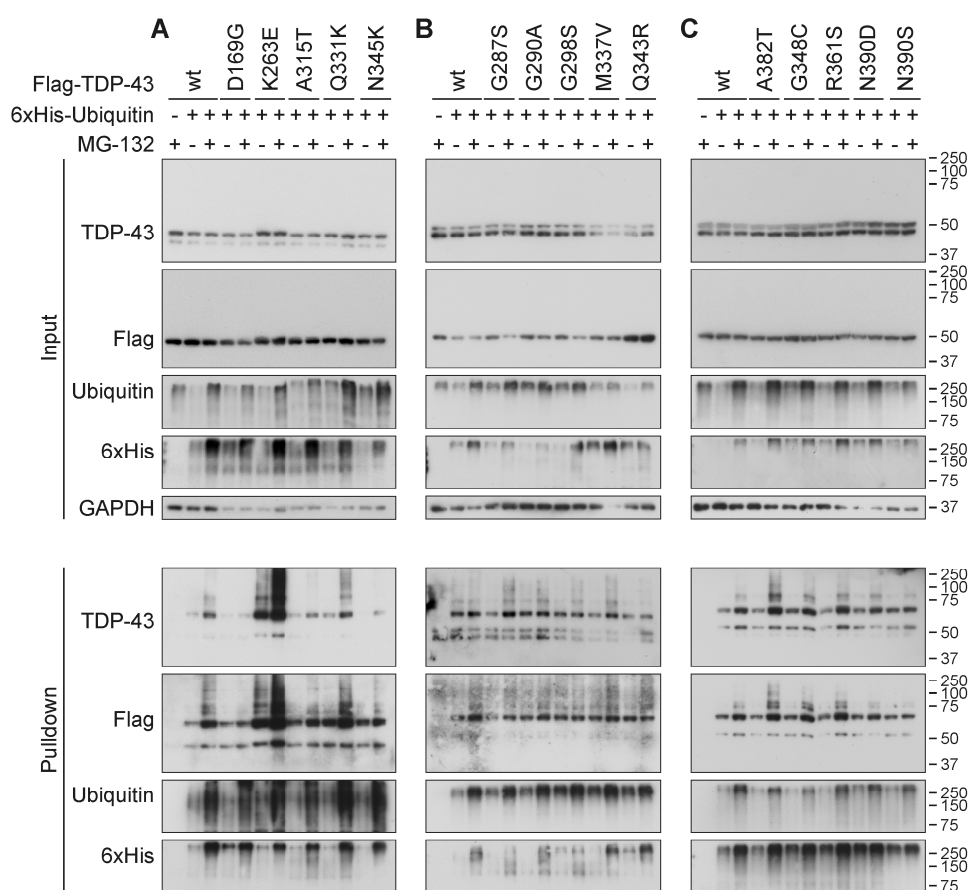 A B C
Flag-TDP-43 wt D169G K263E A315T Q331K N345K wt G287S G290A G298S M337V Q343R wt A382T G348C R361S N390D N390S
6xHis-Ubiquitin - + + + + + + + + + + + + - + + + + + + + + + + + + - + + + + + + + + + + + +
MG-132 + - + - + - + - + - + - + + - + - + - + - + - + - + + - + - + - + - + - + - +
Input
TDP-43
250
100
75
50
37
Flag
250
100
75
50
37
Ubiquitin
250
150
75
6xHis
250
150
75
GAPDH
37
Pulldown
TDP-43
250
100
75
50
37
Flag
250
100
75
50
37
Ubiquitin
250
150
75
6xHis
250
150
75